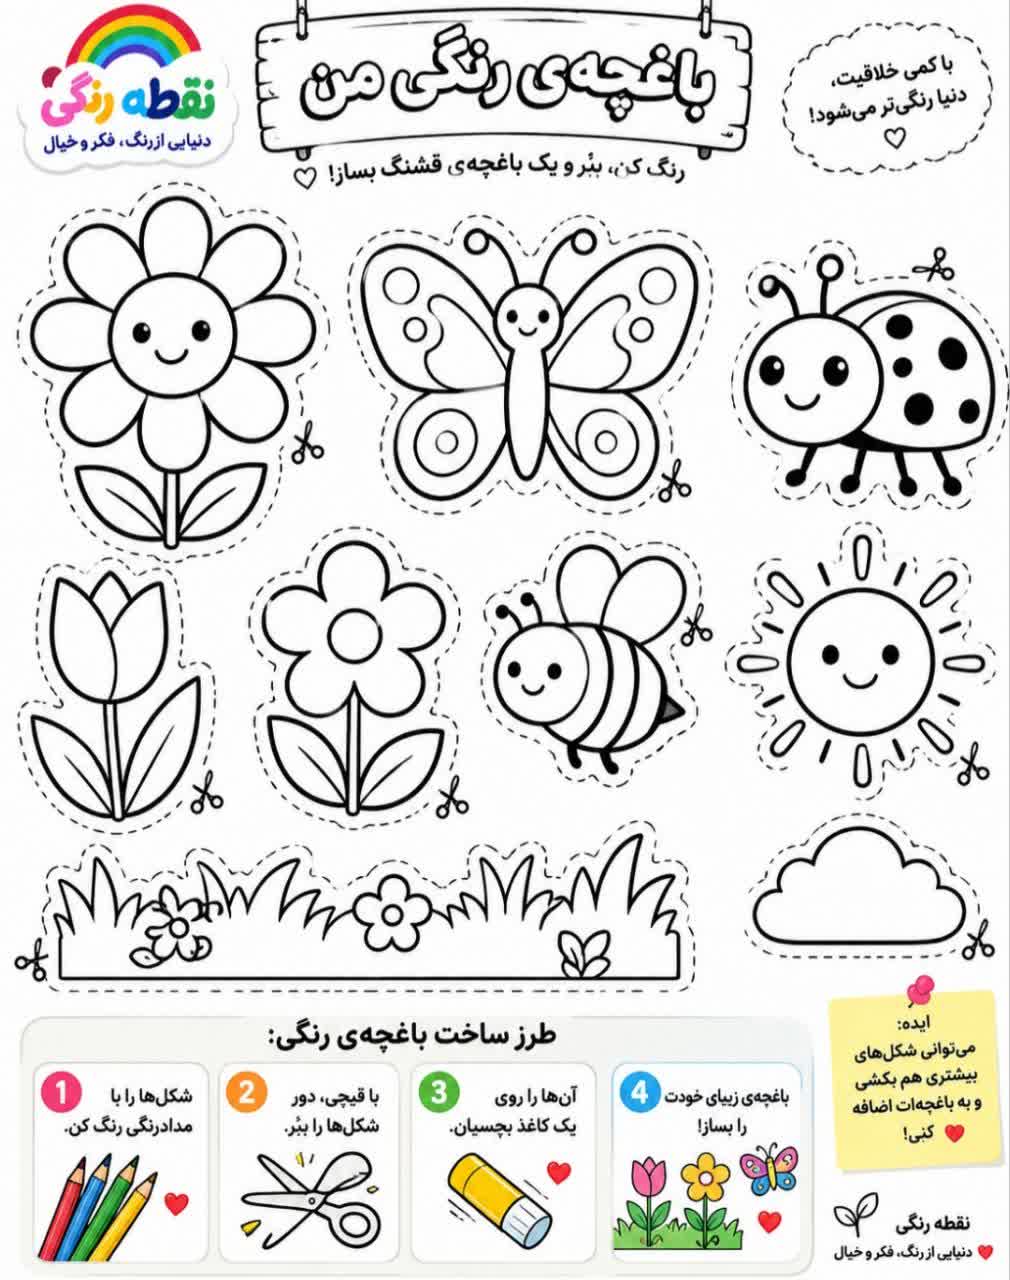 نقطه رنگی
دنیایی از رنگ، فکر و خیال
باغچه‌ی رنگی من
رنگ کن، ببُر و یک باغچه‌ی قشنگ بساز!
با کمی خلاقیت،
دنیا رنگی‌تر می‌شود!
طرز ساخت باغچه‌ی رنگی:
1
شکل‌ها را با
مدادرنگی رنگ کن.
2
با قیچی، دور
شکل‌ها را ببُر.
3
آن‌ها را روی
یک کاغذ بچسبان.
4
باغچه‌ی زیبای خودت
را بساز!
ایده:
می‌توانی شکل‌های
بیشتری هم بکشی
و به باغچه‌ات اضافه
کنی!
نقطه رنگی
دنیایی از رنگ، فکر و خیال